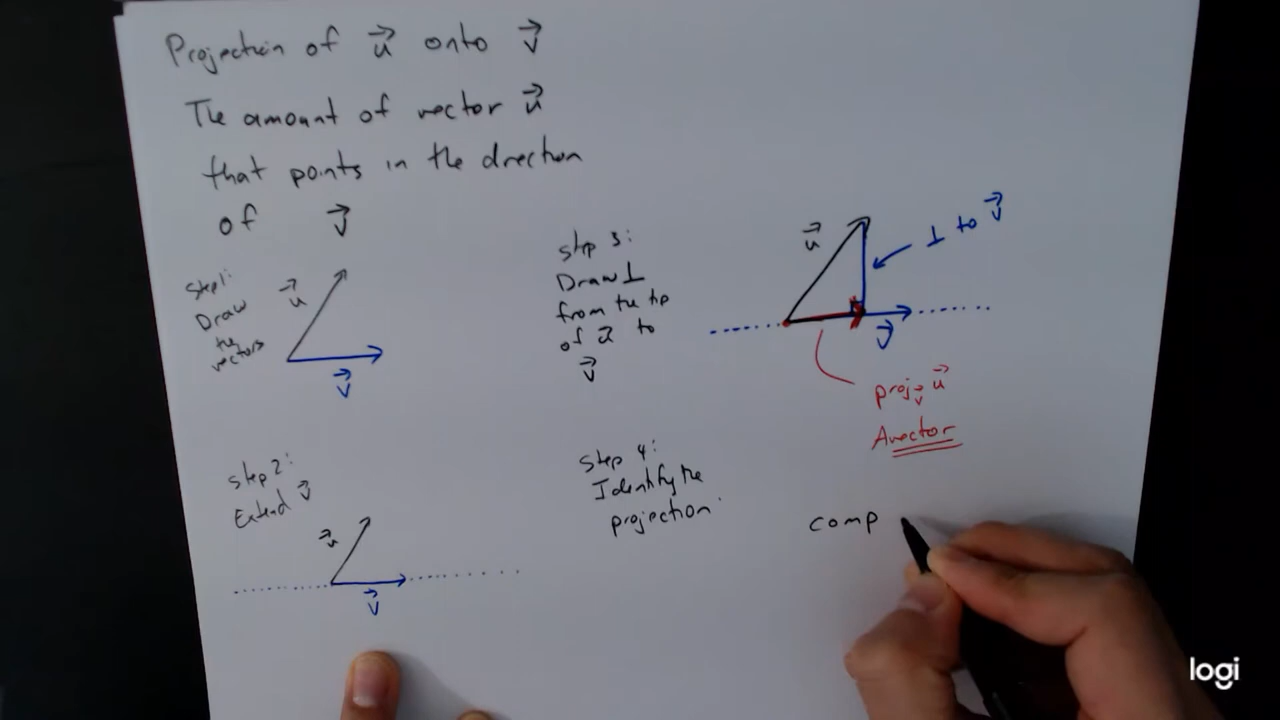 Projection of u⃗ onto v⃗
The amount of vector u⃗
that points in the direction
of v⃗
Step 1:
Draw
the
vectors
u⃗
v⃗
Step 2:
Extend v⃗
u⃗
v⃗
Step 3:
Draw ⊥
from the tip
of u⃗ to
v⃗
u⃗
⊥ to v⃗
v⃗
proj_v⃗ u⃗
A vector
Step 4:
Identify the
projection.
comp
logi